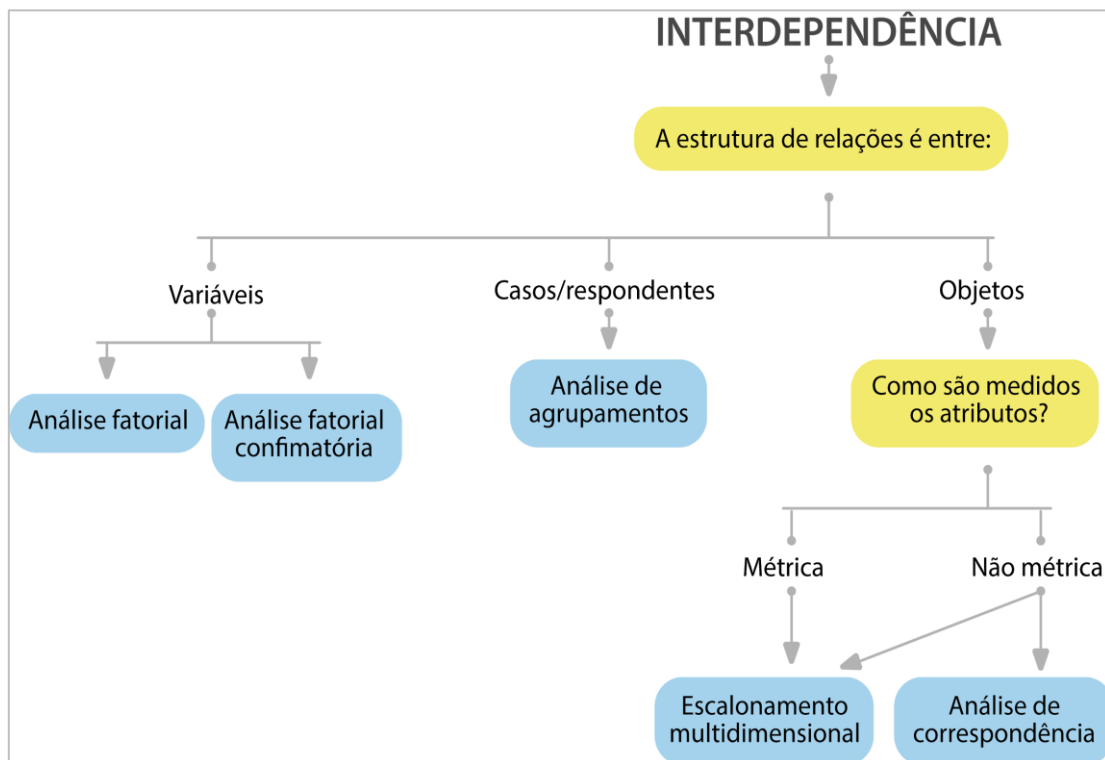 INTERDEPENDÊNCIA
A estrutura de relações é entre:
Variáveis
Casos/respondentes
Objetos
Análise fatorial
Análise fatorial
confimatória
Análise de
agrupamentos
Como são medidos
os atributos?
Métrica
Não métrica
Escalonamento
multidimensional
Análise de
correspondência